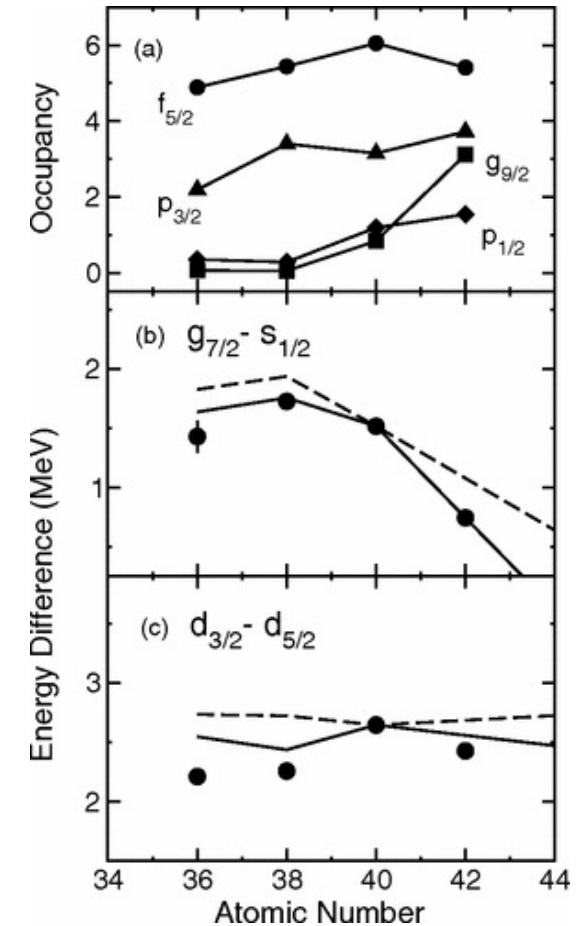 (a)
6
4
2
0
Occupancy
f5/2
p3/2
g9/2
p1/2
(b) g7/2- s1/2
2
1
Energy Difference (MeV)
(c) d3/2- d5/2
3
2
34 36 38 40 42 44
Atomic Number